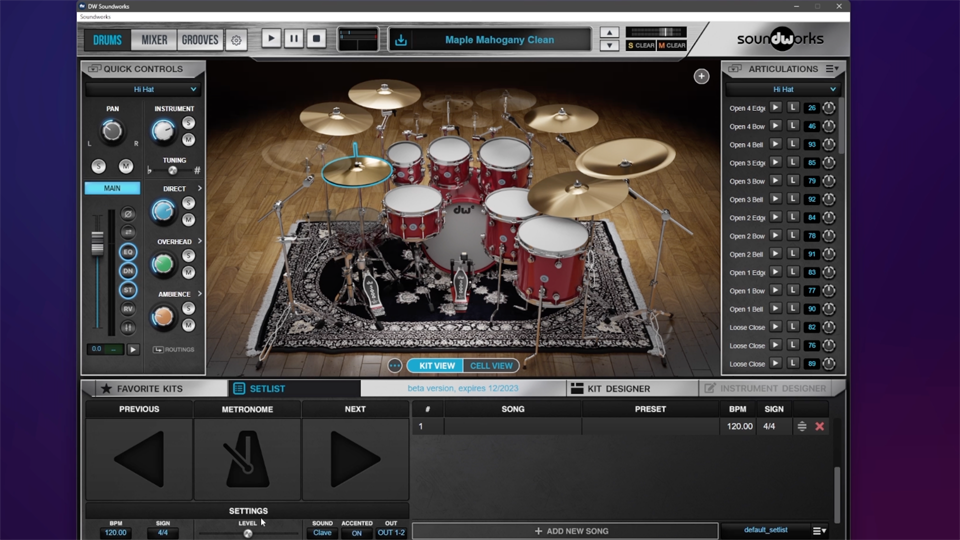 DW Soundworks
Soundworks
DRUMS MIXER GROOVES
Maple Mahogany Clean
S CLEAR M CLEAR
soundworks
QUICK CONTROLS
Hi Hat
PAN
L R
INSTRUMENT
S
M
TUNING
b #
S M
MAIN
DIRECT
S
M
EQ
DN
ST
RV
OVERHEAD
S
M
AMBIENCE
S
M
0.0
ROUTINGS
dw
KIT VIEW CELL VIEW
ARTICULATIONS
Hi Hat
Open 4 Edge L 26
Open 4 Bow L 46
Open 4 Bell L 93
Open 3 Edge L 85
Open 3 Bow L 79
Open 3 Bell L 92
Open 2 Edge L 84
Open 2 Bow L 78
Open 2 Bell L 91
Open 1 Edge L 83
Open 1 Bow L 77
Open 1 Bell L 90
Loose Close L 82
Loose Close L 76
Loose Close L 89
FAVORITE KITS SETLIST beta version, expires 12/2023 KIT DESIGNER INSTRUMENT DESIGNER
PREVIOUS METRONOME NEXT
# SONG PRESET BPM SIGN
1 120.00 4/4
SETTINGS
BPM SIGN LEVEL SOUND ACCENTED OUT
120.00 4/4 Clave ON OUT 1-2
+ ADD NEW SONG
default_setlist